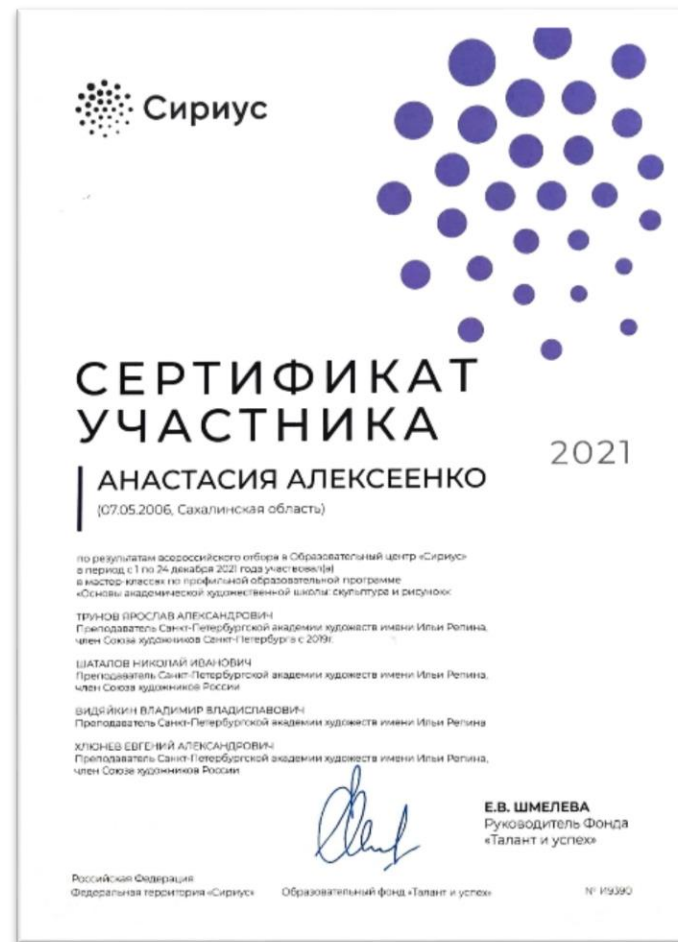 Сириус
СЕРТИФИКАТ
УЧАСТНИКА
2021
АНАСТАСИЯ АЛЕКСЕЕНКО
(07.05.2006, Сахалинская область)
по результатам всероссийского отбора в Образовательный центр «Сириус»
в период с 1 по 24 декабря 2021 года участвовал(а)
в мастер-классах по профильной образовательной программе
«Основы академической художественной школы: скульптура и рисунок»
ТРУНОВ ЯРОСЛАВ АЛЕКСАНДРОВИЧ
Преподаватель Санкт-Петербургской академии художеств имени Ильи Репина,
член Союза художников Санкт-Петербурга с 2019г.
ШАТАЛОВ НИКОЛАЙ ИВАНОВИЧ
Преподаватель Санкт-Петербургской академии художеств имени Ильи Репина,
член Союза художников России
ВИДЯЙКИН ВЛАДИМИР ВЛАДИСЛАВОВИЧ
Преподаватель Санкт-Петербургской академии художеств имени Ильи Репина
ХЛЮНЕВ ЕВГЕНИЙ АЛЕКСАНДРОВИЧ
Преподаватель Санкт-Петербургской академии художеств имени Ильи Репина,
член Союза художников России
Е.В. ШМЕЛЕВА
Руководитель Фонда
«Талант и успех»
Российская Федерация
Федеральная территория «Сириус»
Образовательный фонд «Талант и успех»
№ И9390